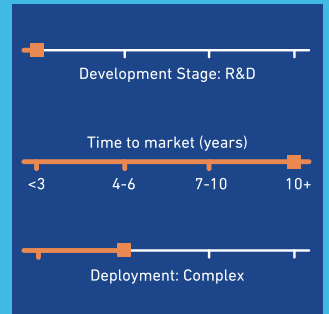 Development Stage: R&D
Time to market (years)
<3 4-6 7-10 10+
Deployment: Complex